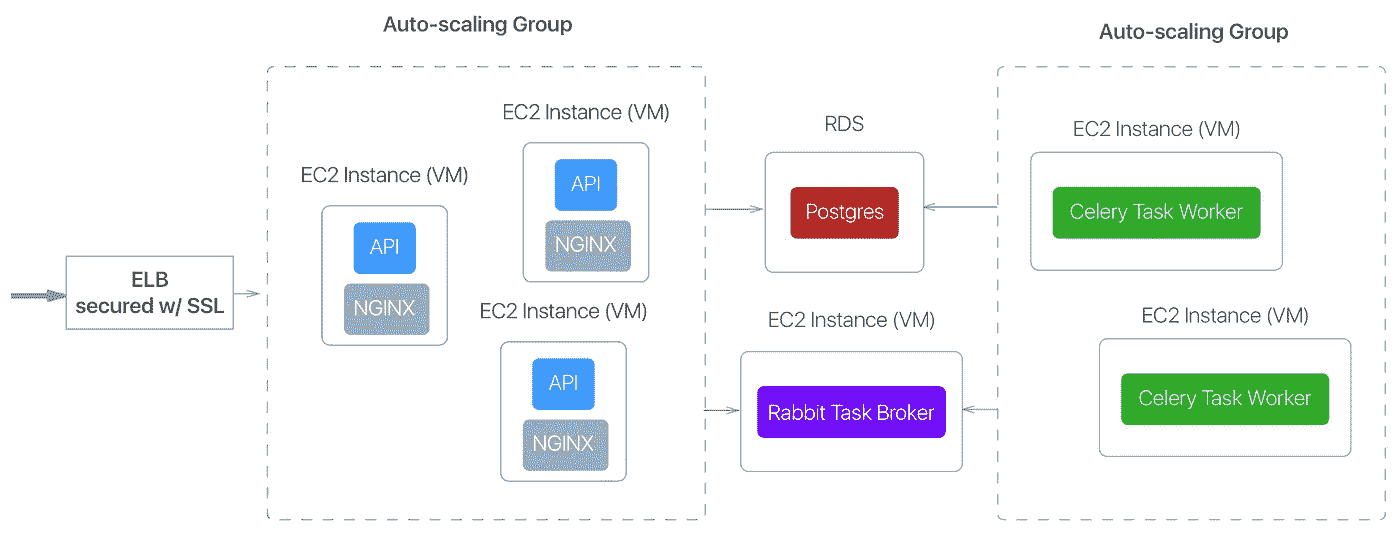 Auto-scaling Group
Auto-scaling Group
EC2 Instance (VM)
RDS
EC2 Instance (VM)
EC2 Instance (VM)
API
API
NGINX
Postgres
Celery Task Worker
NGINX
ELB
secured w/ SSL
EC2 Instance (VM)
EC2 Instance (VM)
EC2 Instance (VM)
API
NGINX
Rabbit Task Broker
Celery Task Worker